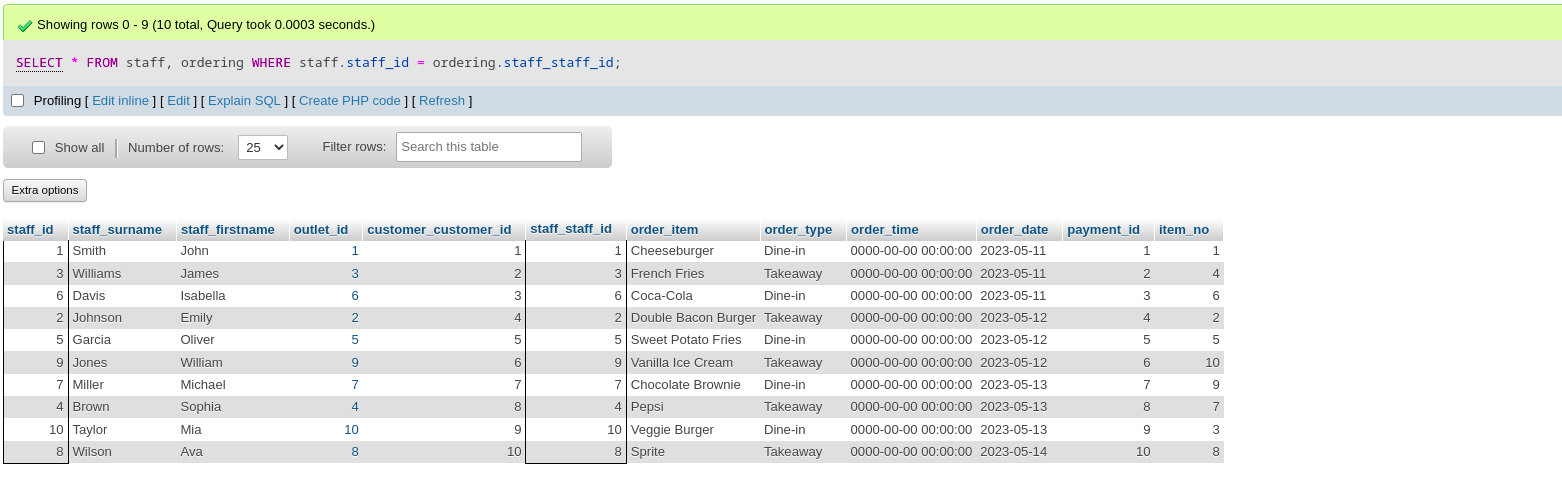 Showing rows 0 - 9 (10 total, Query took 0.0003 seconds.)
SELECT * FROM staff, ordering WHERE staff.staff_id = ordering.staff_staff_id;
Profiling [ Edit inline ] [ Edit ] [ Explain SQL ] [ Create PHP code ] [ Refresh ]
Show all Number of rows: 25 Filter rows: Search this table
Extra options
staff_id staff_surname staff_firstname outlet_id customer_customer_id staff_staff_id order_item order_type order_time order_date payment_id item_no
1 Smith John 1 1 1 Cheeseburger Dine-in 0000-00-00 00:00:00 2023-05-11 1 1
3 Williams James 3 2 3 French Fries Takeaway 0000-00-00 00:00:00 2023-05-11 2 4
6 Davis Isabella 6 3 6 Coca-Cola Dine-in 0000-00-00 00:00:00 2023-05-11 3 6
2 Johnson Emily 2 4 2 Double Bacon Burger Takeaway 0000-00-00 00:00:00 2023-05-12 4 2
5 Garcia Oliver 5 5 5 Sweet Potato Fries Dine-in 0000-00-00 00:00:00 2023-05-12 5 5
9 Jones William 9 6 9 Vanilla Ice Cream Takeaway 0000-00-00 00:00:00 2023-05-12 6 10
7 Miller Michael 7 7 7 Chocolate Brownie Dine-in 0000-00-00 00:00:00 2023-05-13 7 9
4 Brown Sophia 4 8 4 Pepsi Takeaway 0000-00-00 00:00:00 2023-05-13 8 7
10 Taylor Mia 10 9 10 Veggie Burger Dine-in 0000-00-00 00:00:00 2023-05-13 9 3
8 Wilson Ava 8 10 8 Sprite Takeaway 0000-00-00 00:00:00 2023-05-14 10 8